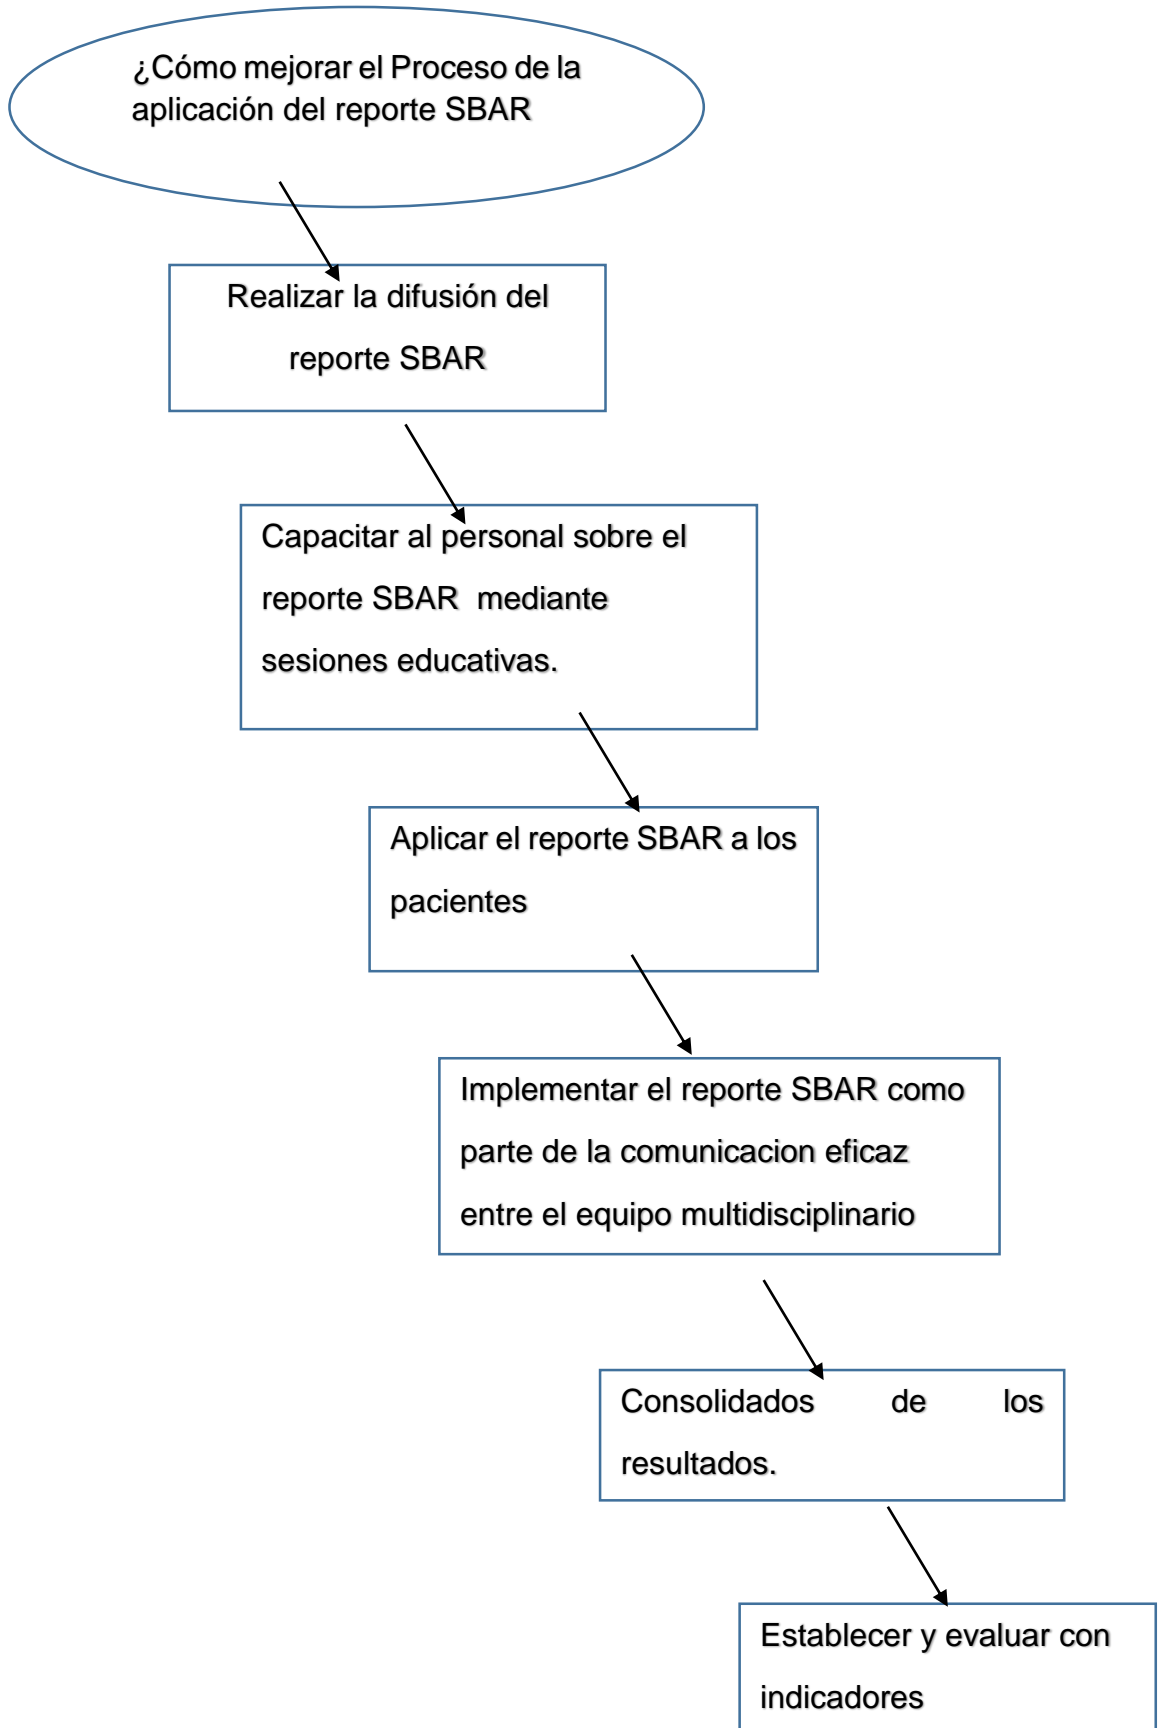 ¿Cómo mejorar el Proceso de la
aplicación del reporte SBAR
Realizar la difusión del
reporte SBAR
Capacitar al personal sobre el
reporte SBAR mediante
sesiones educativas.
Aplicar el reporte SBAR a los
pacientes
Implementar el reporte SBAR como
parte de la comunicacion eficaz
entre el equipo multidisciplinario
Consolidados de los
resultados.
Establecer y evaluar con
indicadores